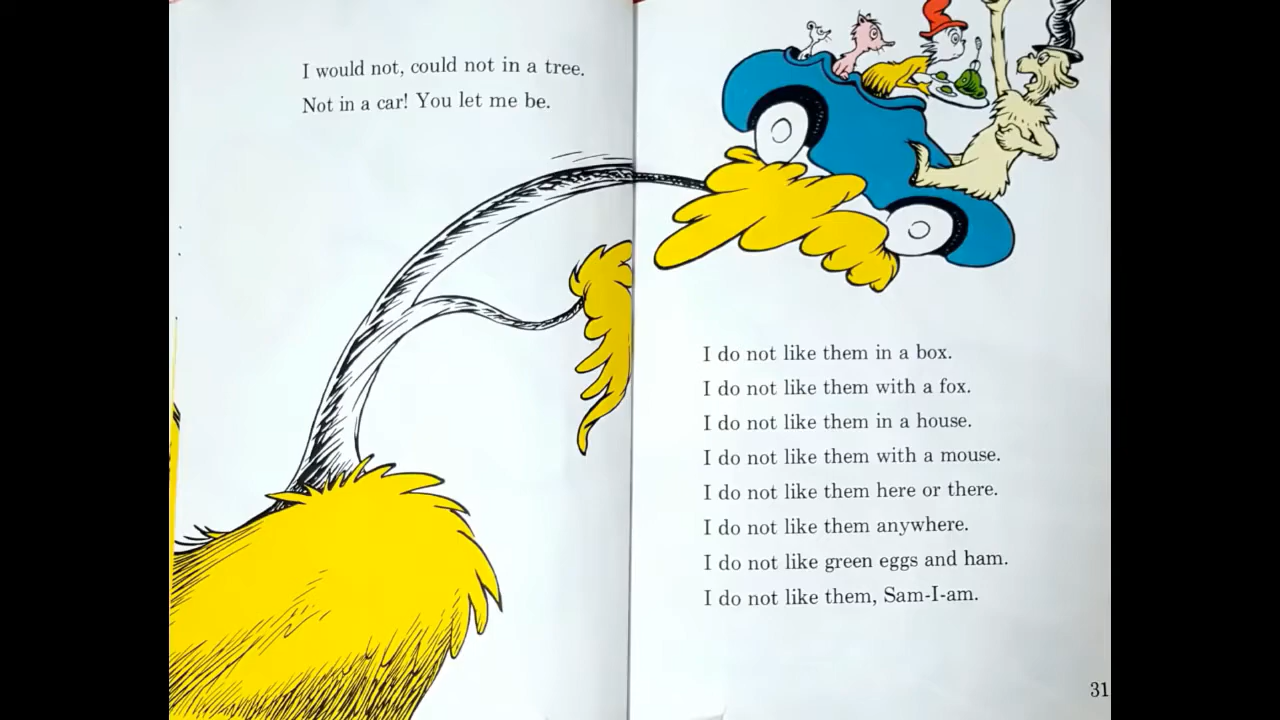 I would not, could not in a tree.
Not in a car! You let me be.
I do not like them in a box.
I do not like them with a fox.
I do not like them in a house.
I do not like them with a mouse.
I do not like them here or there.
I do not like them anywhere.
I do not like green eggs and ham.
I do not like them, Sam-I-am.
31